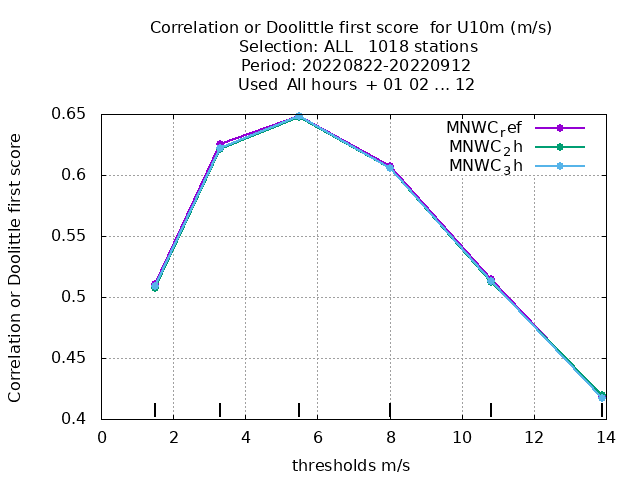 Correlation or Doolittle first score  for U10m (m/s)
Selection: ALL   1018 stations
Period: 20220822-20220912
Used  All hours  + 01 02 ... 12
0.65
0.6
0.55
0.5
0.45
0.4
Correlation or Doolittle first score
MNWC_ref
MNWC_2h
MNWC_3h
0 2 4 6 8 10 12 14
thresholds m/s